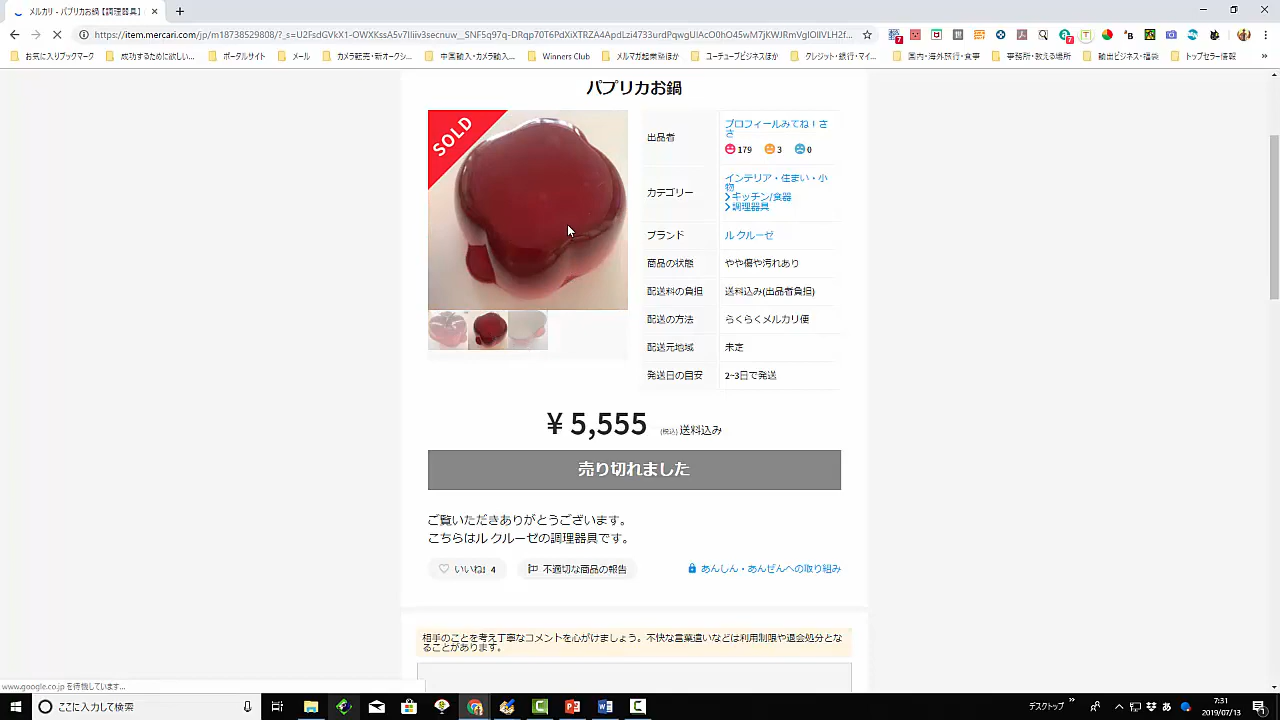 メルカリ - パプリカお鍋【調理器具】
https://item.mercari.com/jp/m18738529808/
お気に入りブックマーク
成功するために欲しい...
ポータルサイト
メール
カメラ転売・新オークシ...
中国輸入・カメラ輸入...
Winners Club
メルマガ起業塾ほか
ユーチューブビジネスほか
クレジット・銀行・マイ...
国内・海外旅行・食事
事務所・教える場所
輸出ビジネス・福袋
トップセラー情報
パプリカお鍋
SOLD
出品者
プロフィールみてね！さ
さ
179 3 0
カテゴリー
インテリア・住まい・小
物
キッチン/食器
調理器具
ブランド
ル クルーゼ
商品の状態
やや傷や汚れあり
配送料の負担
送料込み(出品者負担)
配送の方法
らくらくメルカリ便
配送元地域
未定
発送日の目安
2~3日で発送
¥ 5,555 (税込) 送料込み
売り切れました
ご覧いただきありがとうございます。
こちらはル クルーゼの調理器具です。
いいね! 4
不適切な商品の報告
あんしん・あんぜんへの取り組み
相手のことを考え丁寧なコメントを心がけましょう。不快な言葉遣いなどは利用制限や退会処分とな
ることがあります。
www.google.co.jp を待機しています...
ここに入力して検索
デスクトップ
7:31
2019/07/13